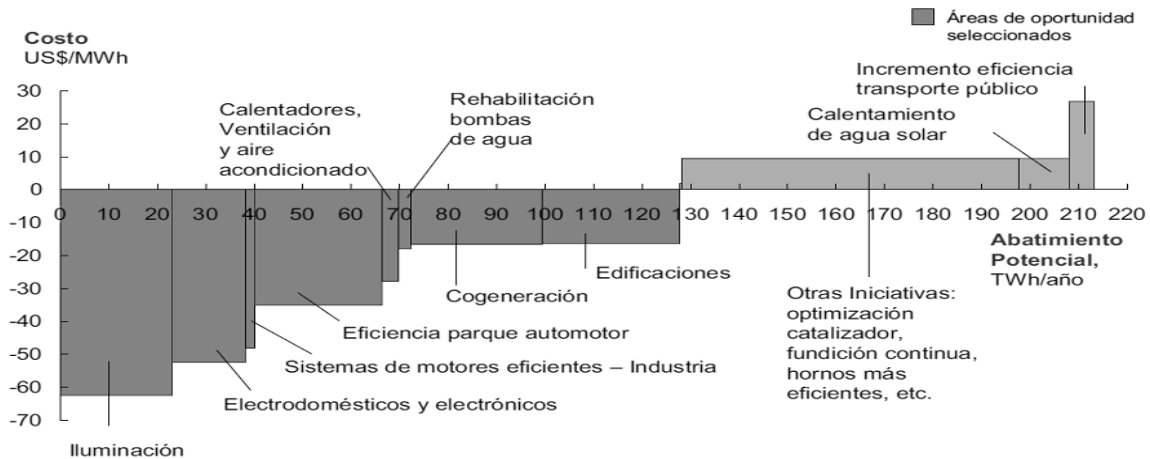 Áreas de oportunidad
seleccionados
Costo
US$/MWh
Incremento eficiencia
transporte público
Calentamiento
de agua solar
Rehabilitación
bombas
de agua
Calentadores,
Ventilación
y aire
acondicionado
30
20
10
0
-10
-20
-30
-40
-50
-60
-70
0 10 20 30 40 50 60 70 80 90 100 110 120 130 140 150 160 170 180 190 200 210 220
Abatimiento
Potencial,
TWh/año
Edificaciones
Cogeneración
Eficiencia parque automotor
Sistemas de motores eficientes – Industria
Electrodomésticos y electrónicos
Iluminación
Otras Iniciativas:
optimización
catalizador,
fundición continua,
hornos más
eficientes, etc.